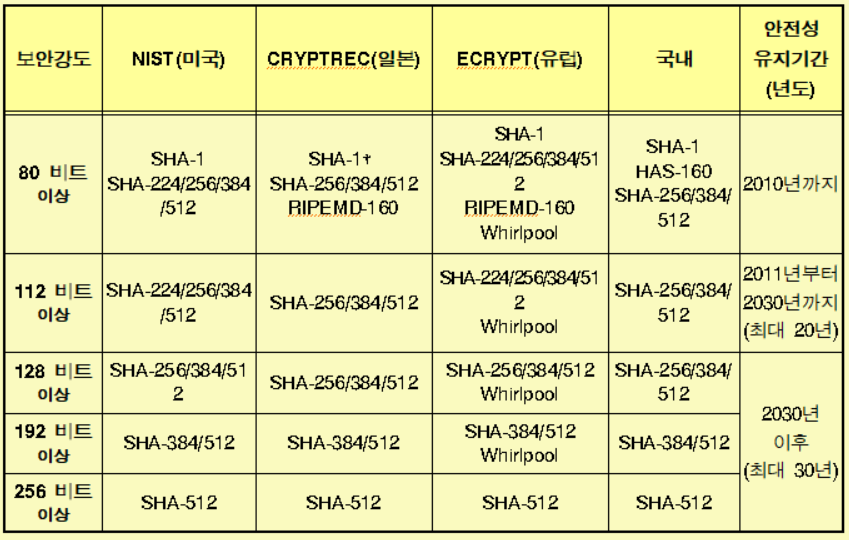 보안강도
NIST(미국)
CRYPTREC(일본)
ECRYPT(유럽)
국내
안전성
유지기간
(년도)
80 비트
이상
SHA-1
SHA-224/256/384
/512
SHA-1†
SHA-256/384/512
RIPEMD-160
SHA-1
SHA-224/256/384/51
2
RIPEMD-160
Whirlpool
SHA-1
HAS-160
SHA-256/384/
512
2010년까지
112 비트
이상
SHA-224/256/384
/512
SHA-256/384/512
SHA-224/256/384/51
2
Whirlpool
SHA-256/384/
512
2011년부터
2030년까지
(최대 20년)
128 비트
이상
SHA-256/384/51
2
SHA-256/384/512
SHA-256/384/512
Whirlpool
SHA-256/384/
512
2030년
이후
(최대 30년)
192 비트
이상
SHA-384/512
SHA-384/512
SHA-384/512
Whirlpool
SHA-384/512
256 비트
이상
SHA-512
SHA-512
SHA-512
SHA-512